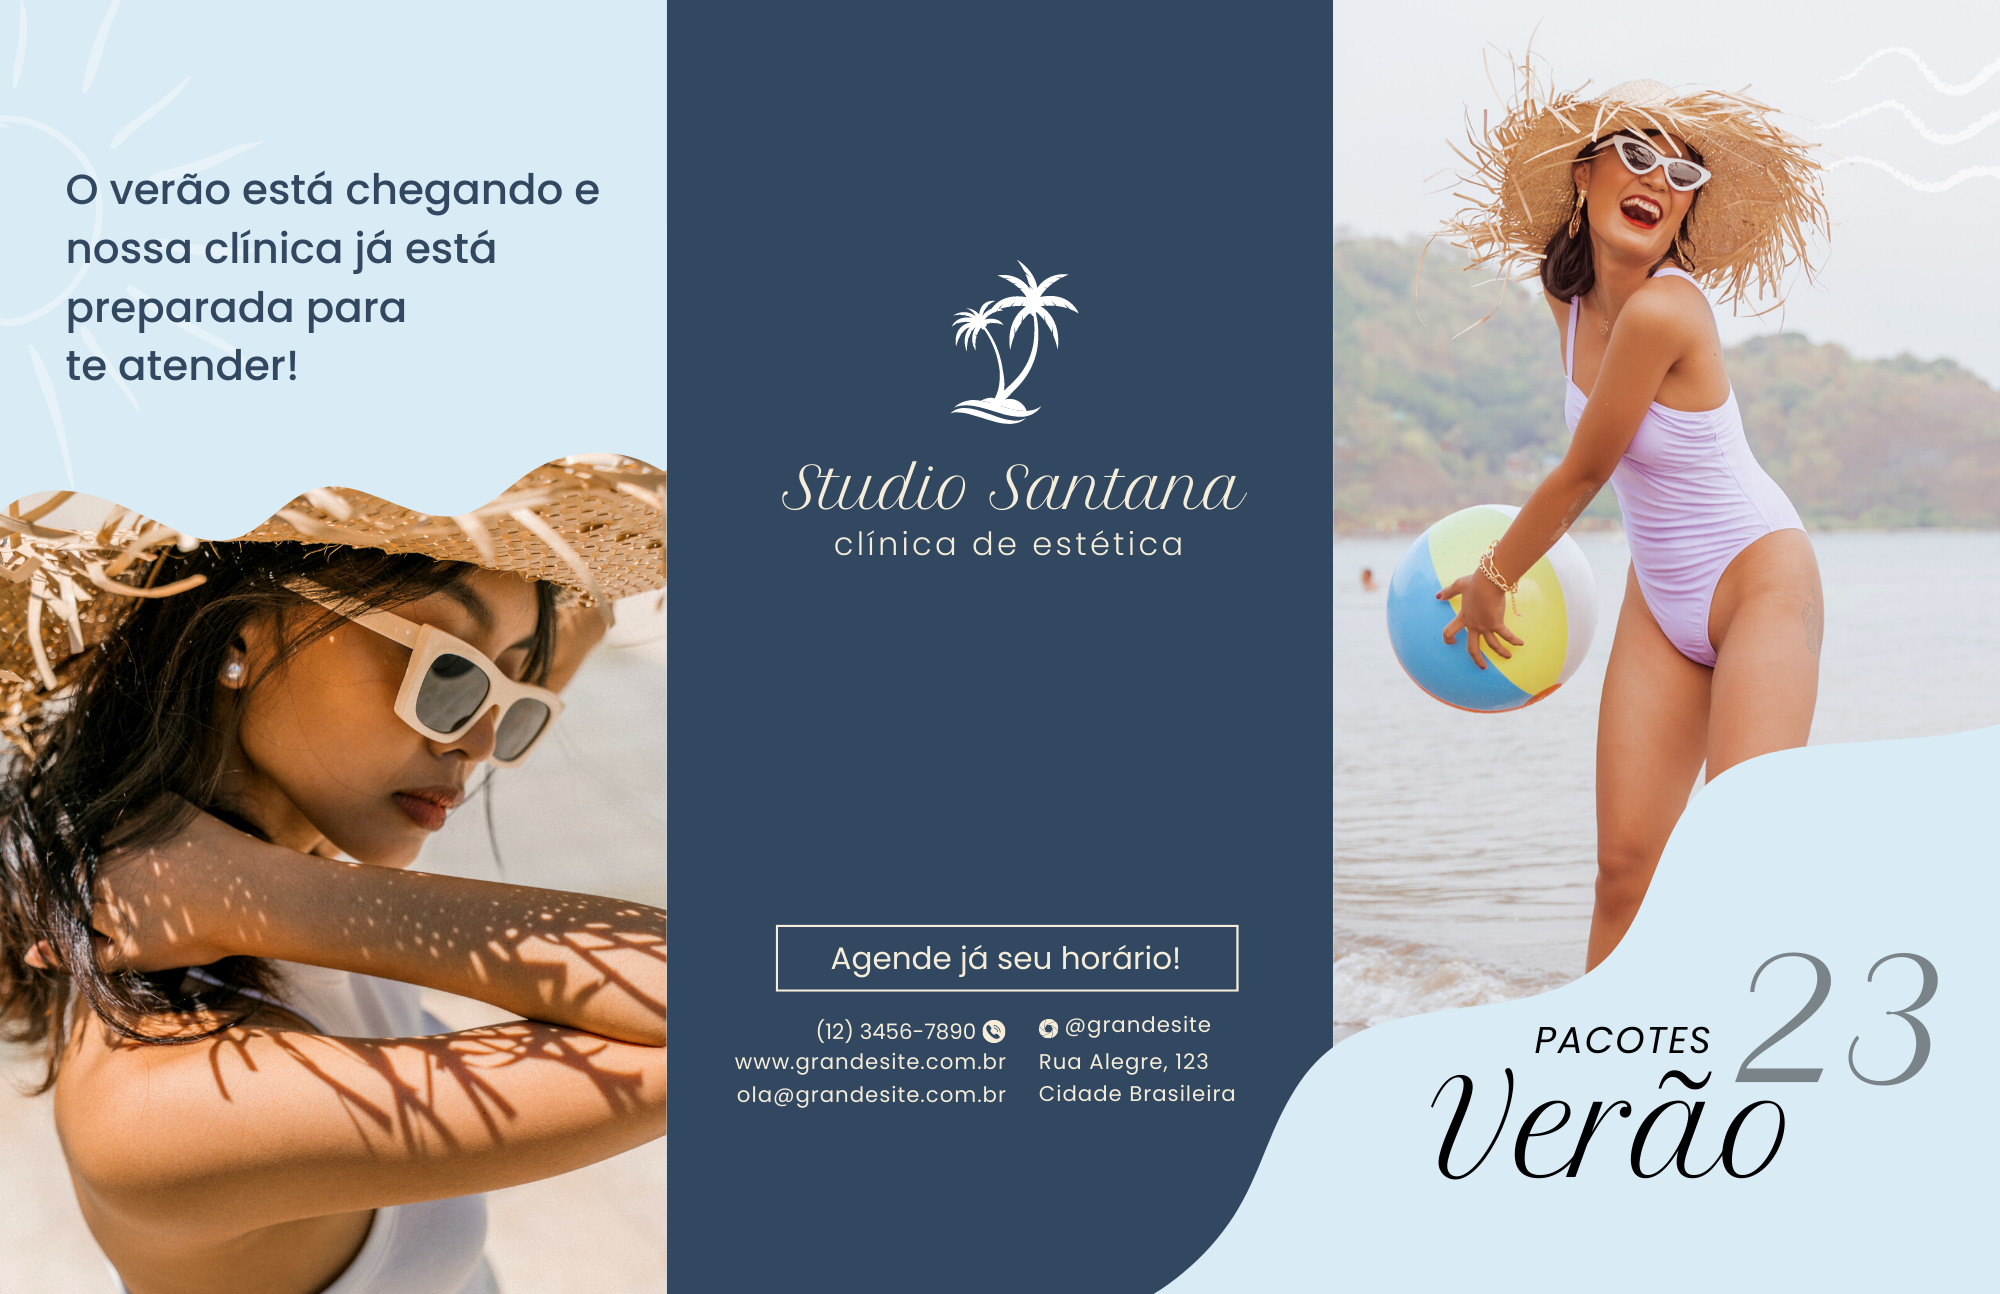 O verão está chegando e
nossa clínica já está
preparada para
te atender!
Studio Santana
clínica de estética
Agende já seu horário!
(12) 3456-7890
www.grandesite.com.br
ola@grandesite.com.br
@grandesite
Rua Alegre, 123
Cidade Brasileira
PACOTES
23
Verão